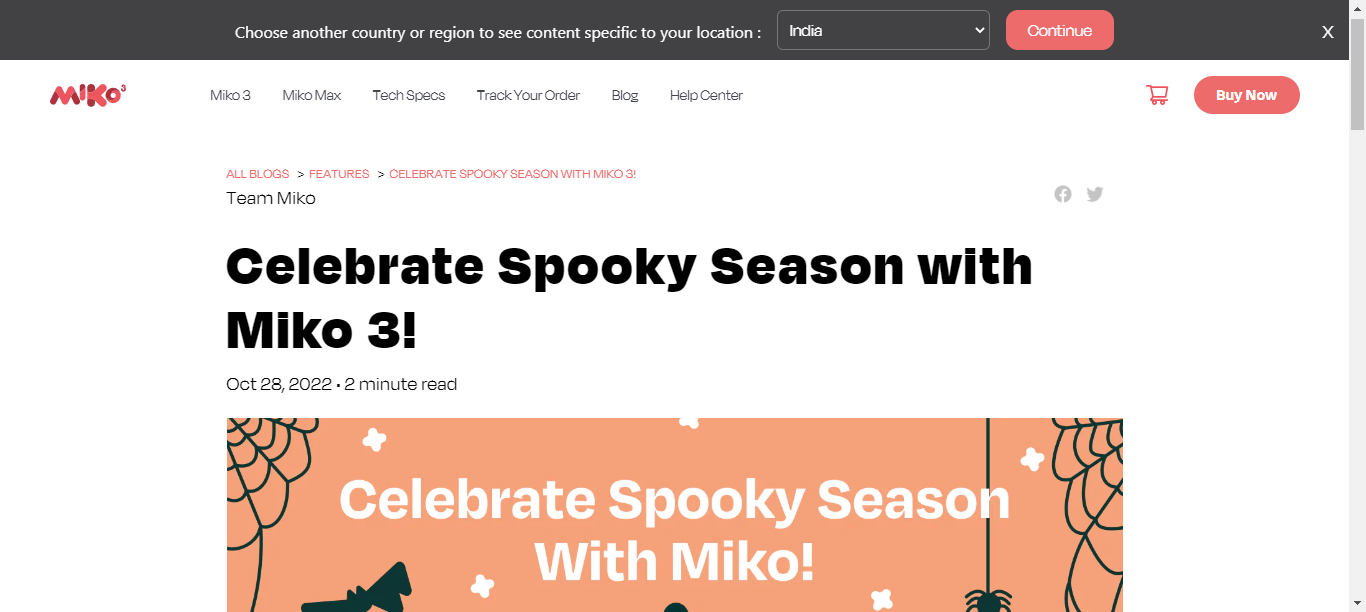 Choose another country or region to see content specific to your location : India Continue X
MIKO3 Miko 3 Miko Max Tech Specs Track Your Order Blog Help Center Buy Now
ALL BLOGS > FEATURES > CELEBRATE SPOOKY SEASON WITH MIKO 3!
Team Miko
Celebrate Spooky Season with
Miko 3!
Oct 28, 2022 • 2 minute read
Celebrate Spooky Season
With Miko!